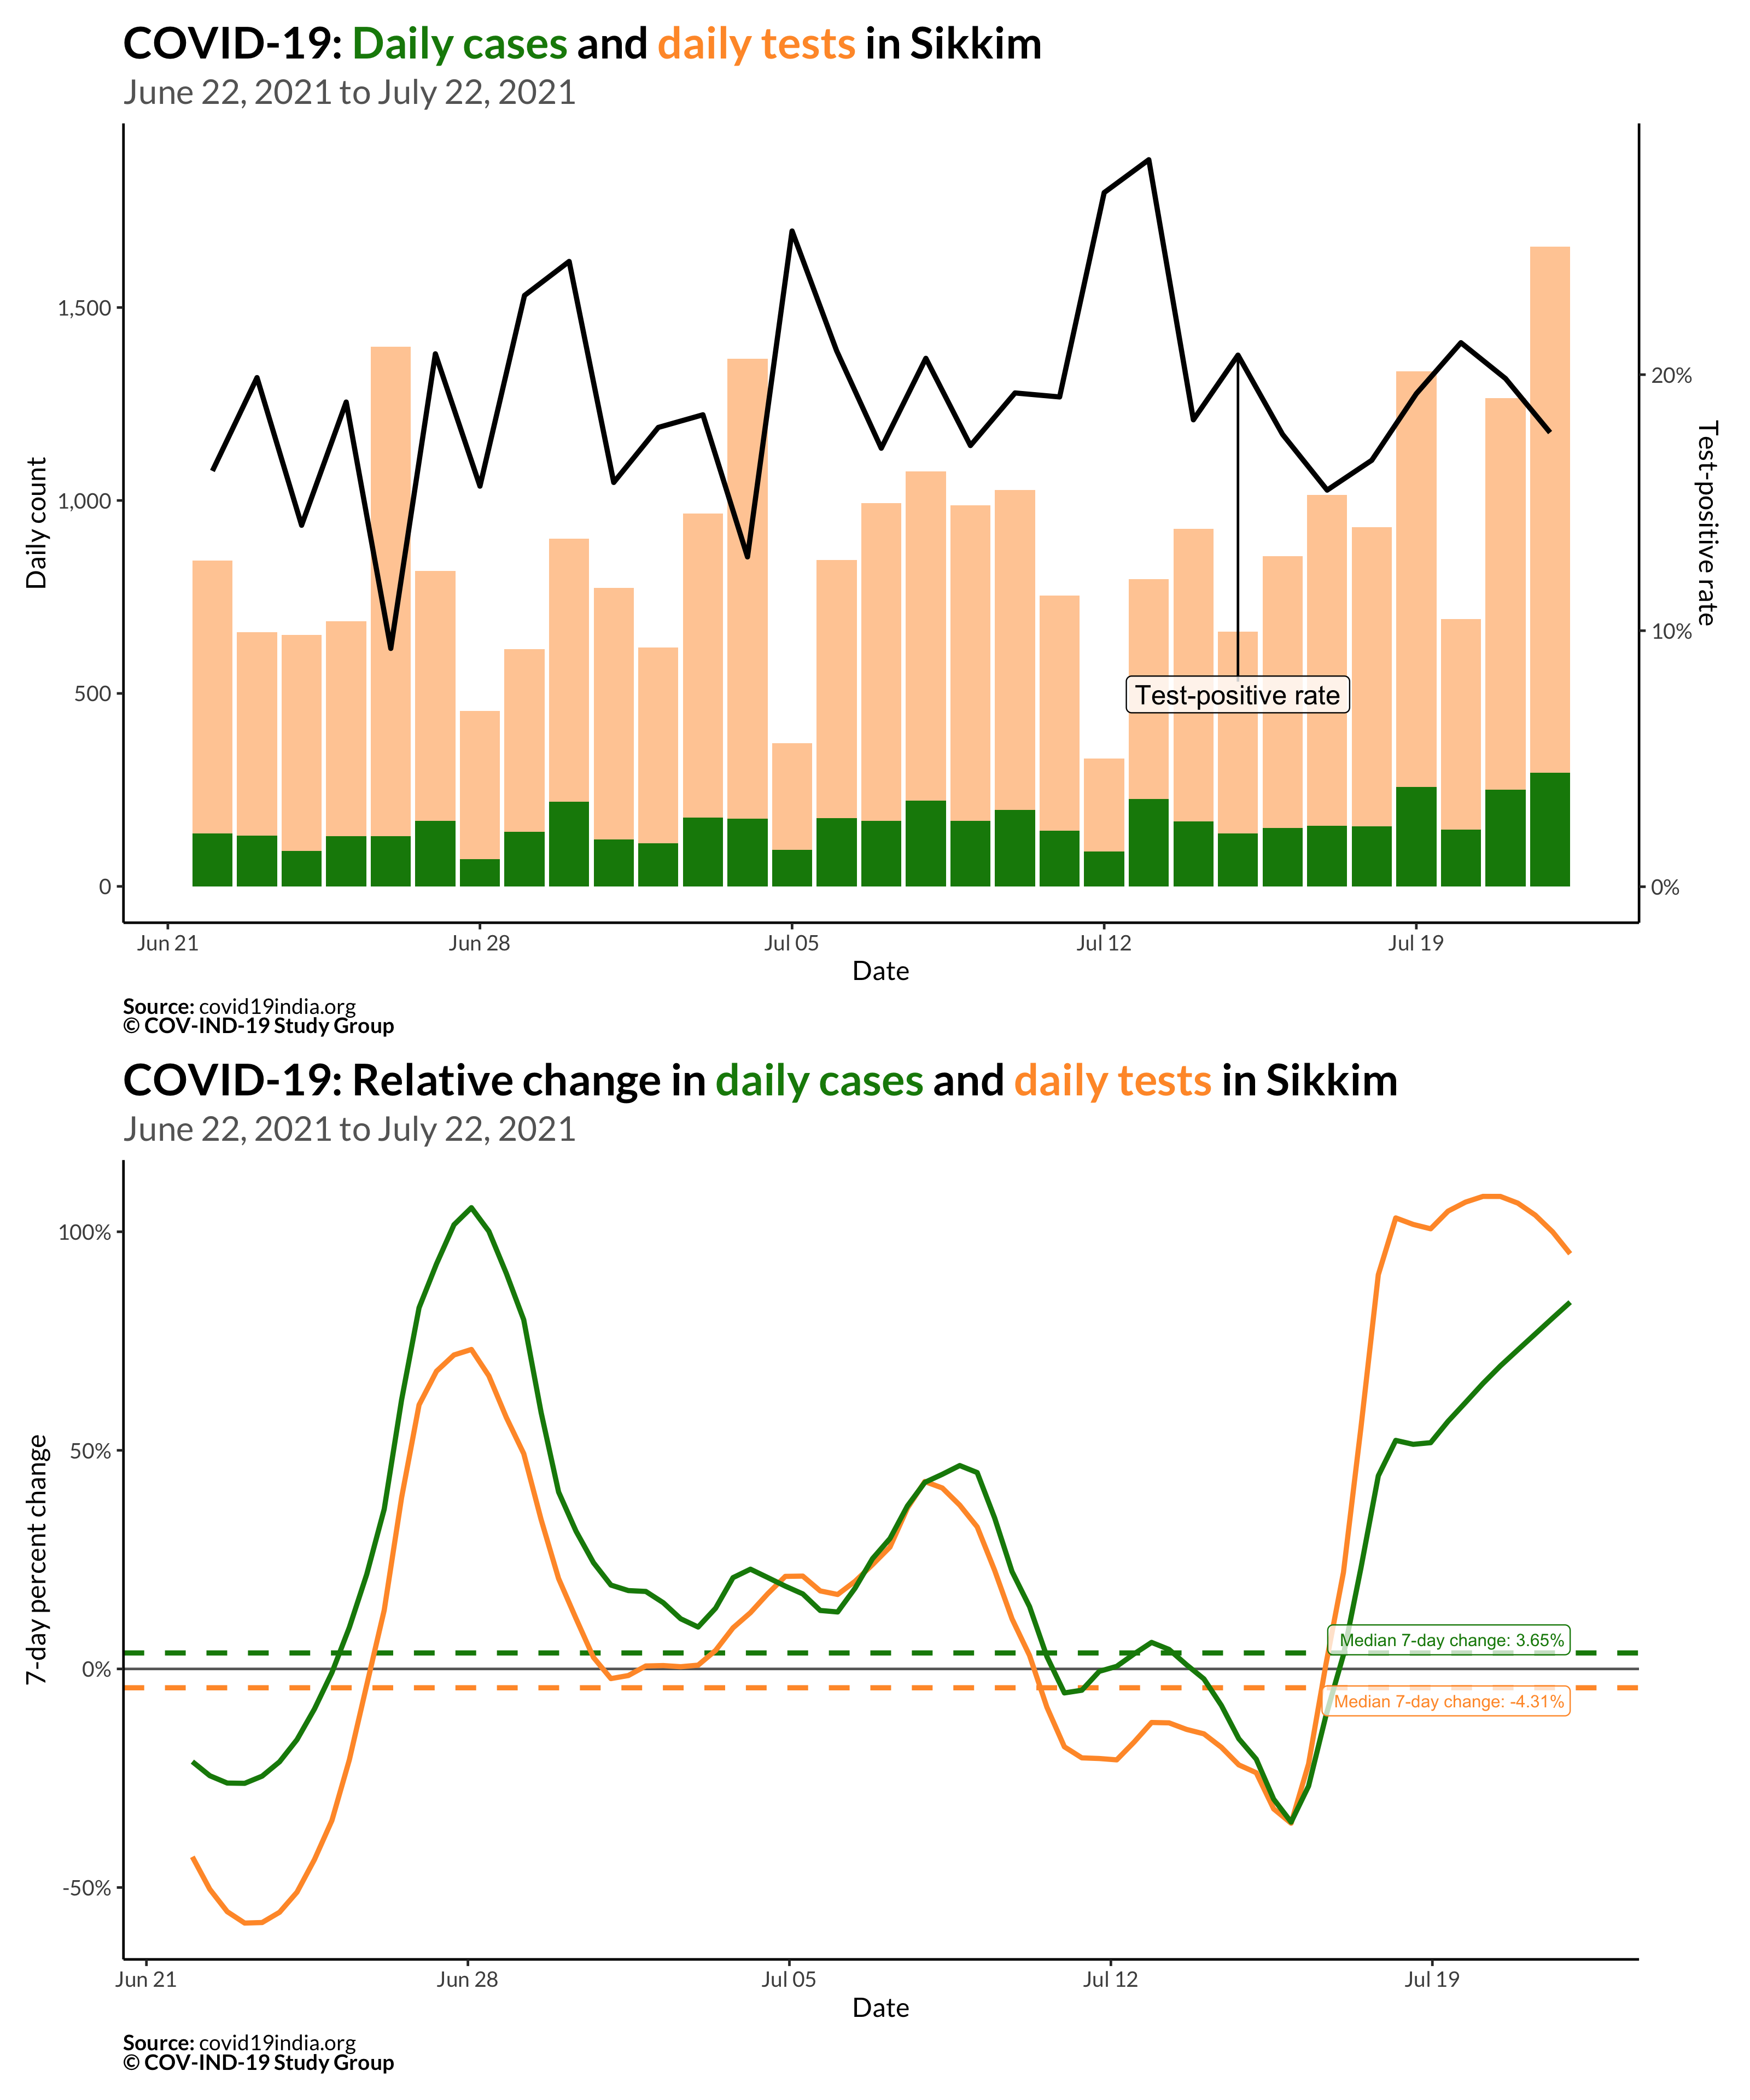 COVID-19: Daily cases and daily tests in Sikkim
June 22, 2021 to July 22, 2021
Daily count
1,500
1,000
500
0
20%
10%
0%
Test-positive rate
Test-positive rate
Jun 21
Jun 28
Jul 05
Jul 12
Jul 19
Date
Source: covid19india.org
© COV-IND-19 Study Group
COVID-19: Relative change in daily cases and daily tests in Sikkim
June 22, 2021 to July 22, 2021
7-day percent change
100%
50%
0%
-50%
Median 7-day change: 3.65%
Median 7-day change: -4.31%
Jun 21
Jun 28
Jul 05
Jul 12
Jul 19
Date
Source: covid19india.org
© COV-IND-19 Study Group